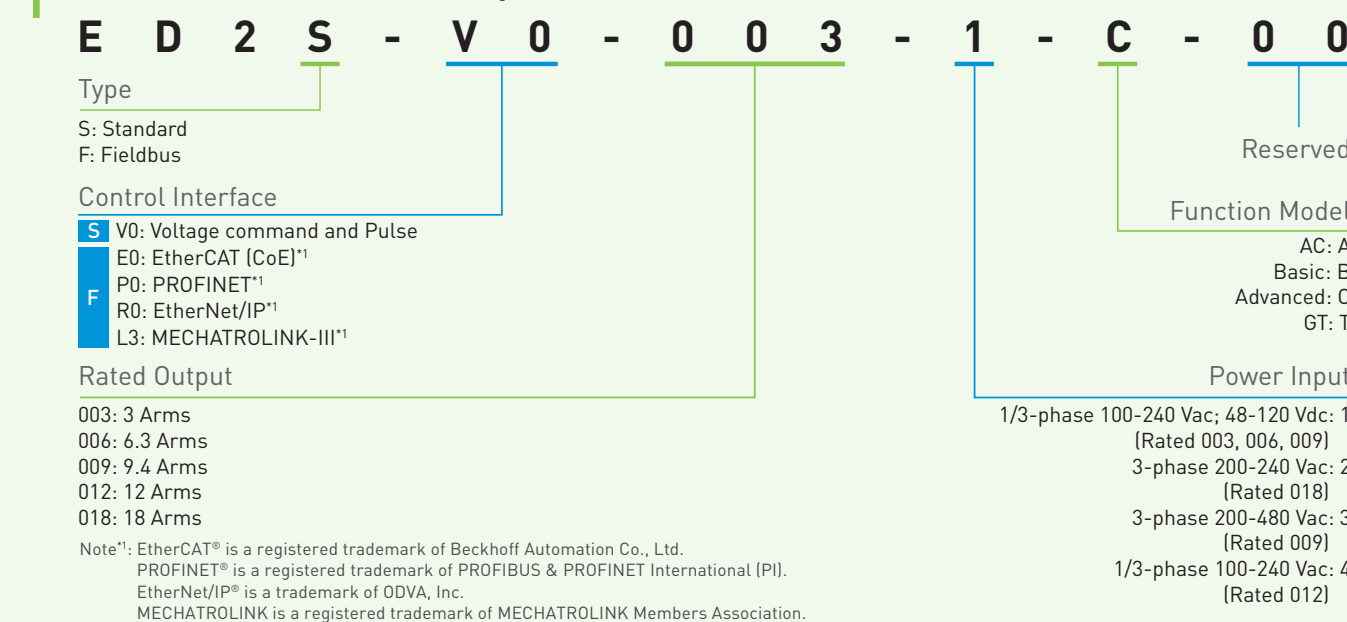 E D 2 S - V 0 - 0 0 3 - 1 - C - 0 0
Type
S: Standard
F: Fieldbus
Control Interface
S V0: Voltage command and Pulse
F
E0: EtherCAT (CoE)*1
P0: PROFINET*1
R0: EtherNet/IP*1
L3: MECHATROLINK-III*1
Rated Output
003: 3 Arms
006: 6.3 Arms
009: 9.4 Arms
012: 12 Arms
018: 18 Arms
Note*1: EtherCAT® is a registered trademark of Beckhoff Automation Co., Ltd.
PROFINET® is a registered trademark of PROFIBUS & PROFINET International (PI).
EtherNet/IP® is a trademark of ODVA, Inc.
MECHATROLINK is a registered trademark of MECHATROLINK Members Association.
Reserved
Function Model
AC: A
Basic: B
Advanced: C
GT: T
Power Input
1/3-phase 100-240 Vac; 48-120 Vdc: 1
(Rated 003, 006, 009)
3-phase 200-240 Vac: 2
(Rated 018)
3-phase 200-480 Vac: 3
(Rated 009)
1/3-phase 100-240 Vac: 4
(Rated 012)